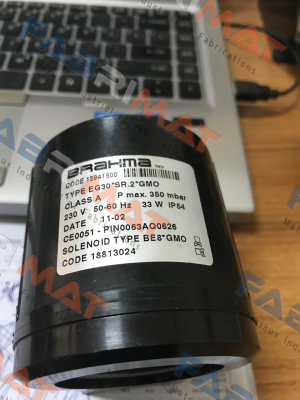 BRAHMA
CODE 13941500
TYPE EG30*SR.2*GMO
CLASS A P max. 350 mbar
230 V 50-60 Hz 33 W IP54
DATE 11-02
CE0051 - PIN0063AQ0626
SOLENOID TYPE BE8*GMO
CODE 18813024
FABRIMAT